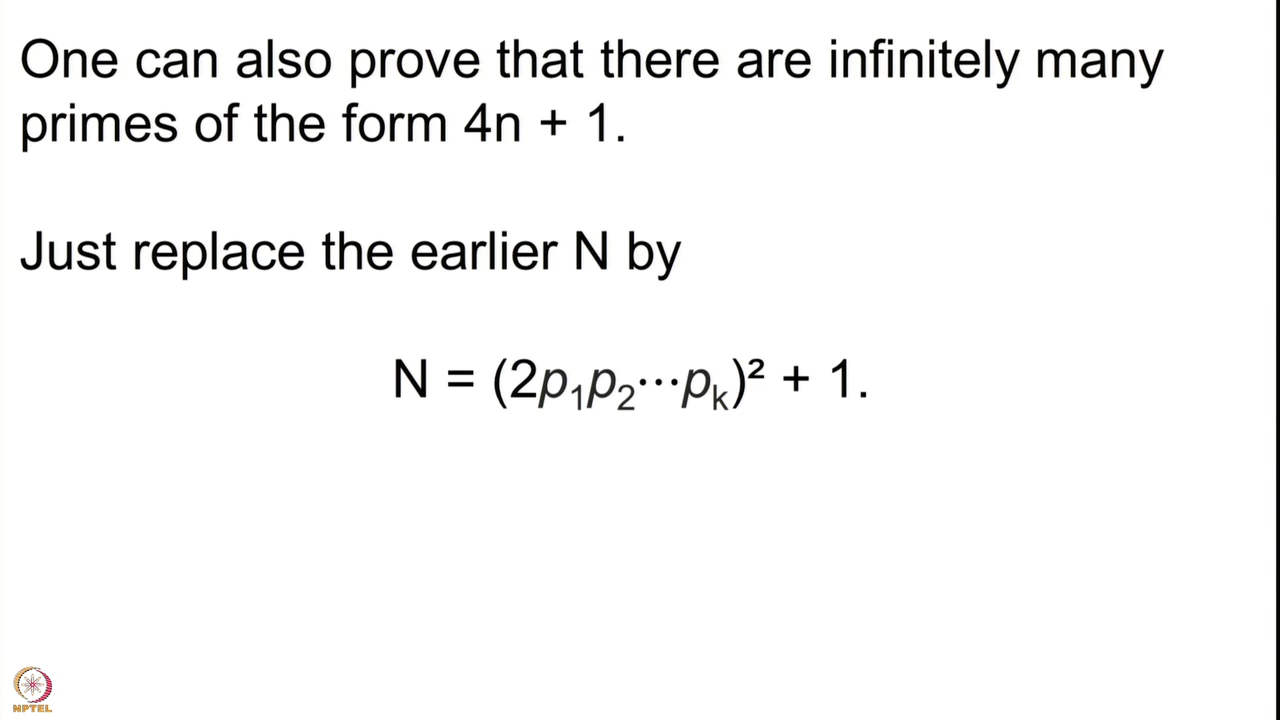 One can also prove that there are infinitely many
primes of the form 4n + 1.
Just replace the earlier N by
N = (2p₁p₂⋯pₖ)² + 1.
NPTEL